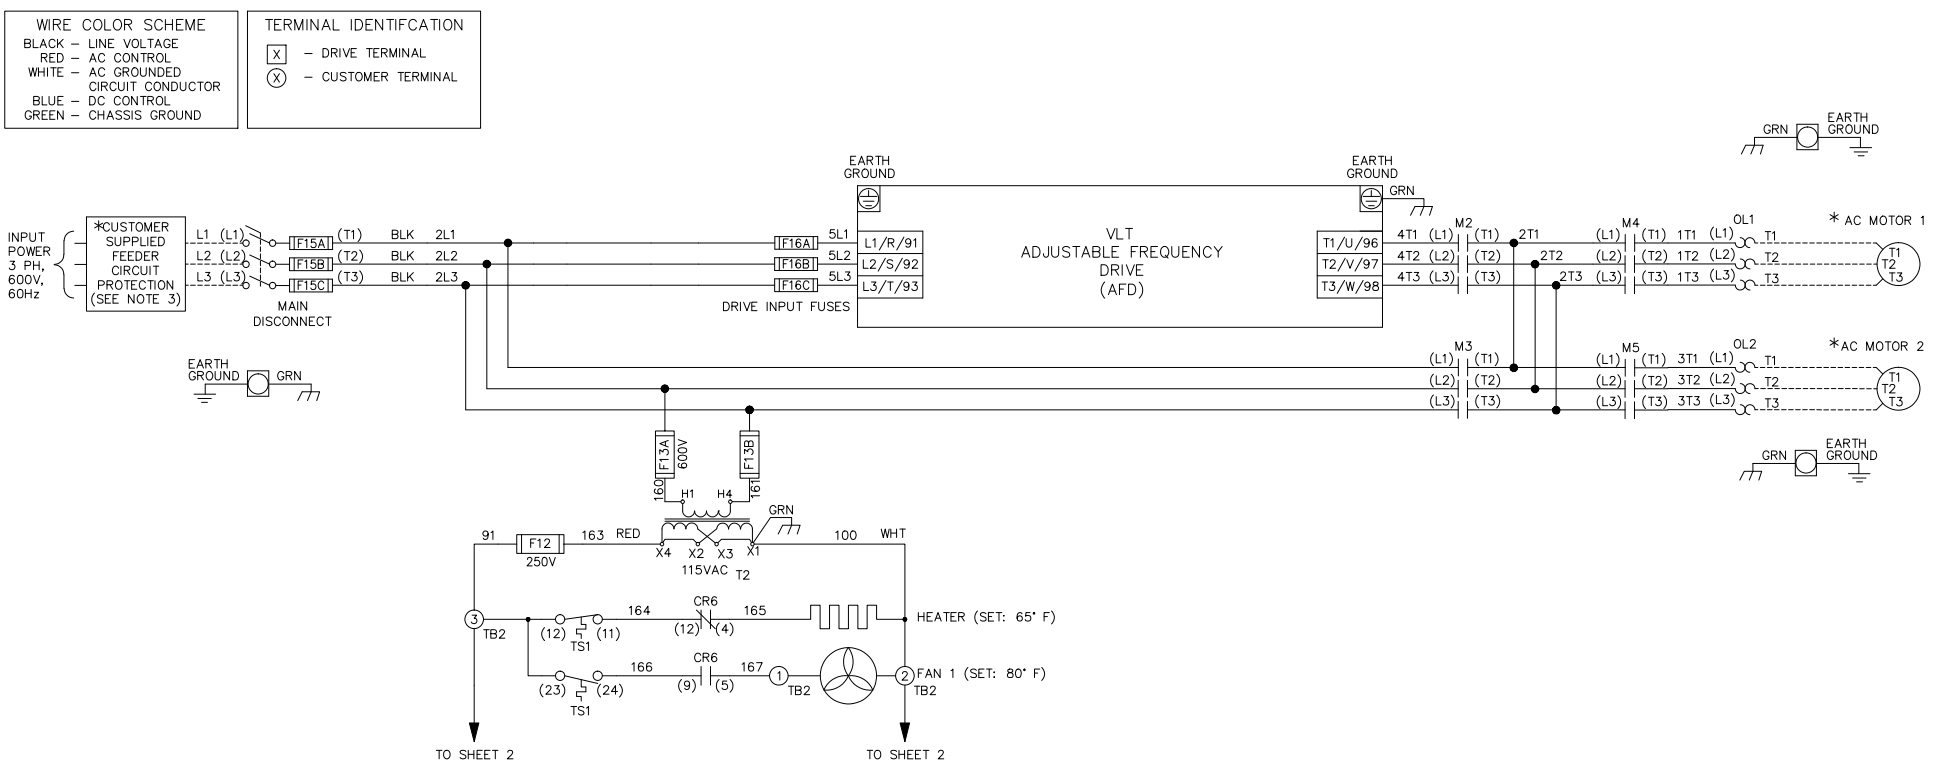 WIRE COLOR SCHEME
BLACK – LINE VOLTAGE
RED – AC CONTROL
WHITE – AC GROUNDED
CIRCUIT CONDUCTOR
BLUE – DC CONTROL
GREEN – CHASSIS GROUND
TERMINAL IDENTIFCATION
X – DRIVE TERMINAL
X – CUSTOMER TERMINAL
INPUT
POWER
3 PH,
600V,
60Hz
*CUSTOMER
SUPPLIED
FEEDER
CIRCUIT
PROTECTION
(SEE NOTE 3)
L1 (L1) F15A (T1) BLK 2L1 F16A 5L1
L2 (L2) F15B (T2) BLK 2L2 F16B 5L2
L3 (L3) F15C (T3) BLK 2L3 F16C 5L3
MAIN
DISCONNECT
DRIVE INPUT FUSES
EARTH
GROUND
L1/R/91
L2/S/92
L3/T/93
VLT
ADJUSTABLE FREQUENCY
DRIVE
(AFD)
EARTH
GROUND
GRN
T1/U/96
T2/V/97
T3/W/98
M2 M4 OL1
4T1 (L1) (T1) 2T1 (L1) (T1) 1T1 (L1) T1
4T2 (L2) (T2) 2T2 (L2) (T2) 1T2 (L2) T2
4T3 (L3) (T3) 2T3 (L3) (T3) 1T3 (L3) T3
* AC MOTOR 1
T1
T2
T3
GRN
EARTH
GROUND
M3 M5 OL2
(L1) (T1) (L1) (T1) 3T1 (L1) T1
(L2) (T2) (L2) (T2) 3T2 (L2) T2
(L3) (T3) (L3) (T3) 3T3 (L3) T3
* AC MOTOR 2
T1
T2
T3
GRN
EARTH
GROUND
EARTH
GROUND
GRN
F13A
600V
F13B
160
161
H1 H4
GRN
91 F12 163 RED
250V
X4 X2 X3 X1
100 WHT
115VAC T2
3
TB2
(12) (11) 164
TS1
CR6
(12) (4)
165
HEATER (SET: 65° F)
(23) (24) 166
TS1
CR6
(9) (5)
167 1
TB2
2
TB2
FAN 1 (SET: 80° F)
TO SHEET 2
TO SHEET 2